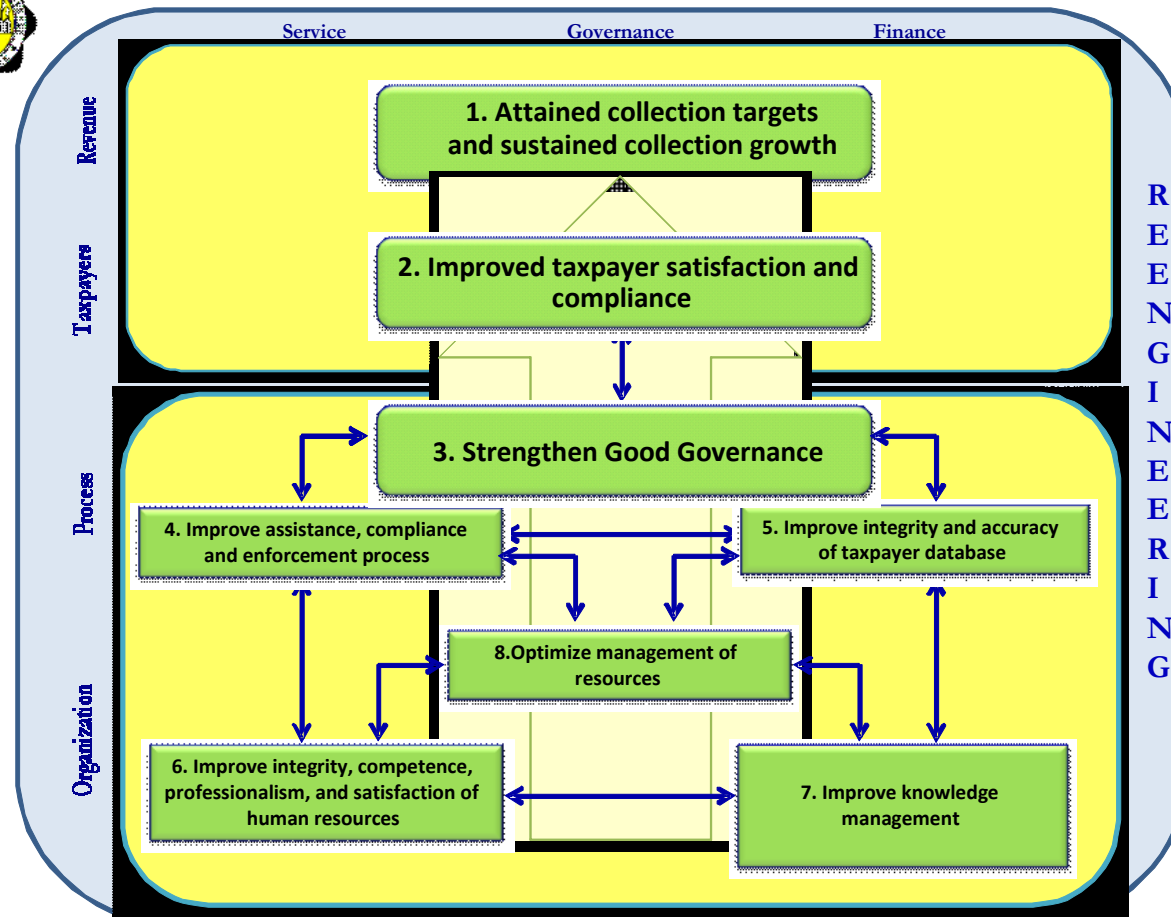 Service Governance Finance
Revenue
1. Attained collection targets
and sustained collection growth
Taxpayers
2. Improved taxpayer satisfaction and
compliance
Process
3. Strengthen Good Governance
4. Improve assistance, compliance
and enforcement process
5. Improve integrity and accuracy
of taxpayer database
8.Optimize management of
resources
Organization
6. Improve integrity, competence,
professionalism, and satisfaction of
human resources
7. Improve knowledge
management
REENGINEERING